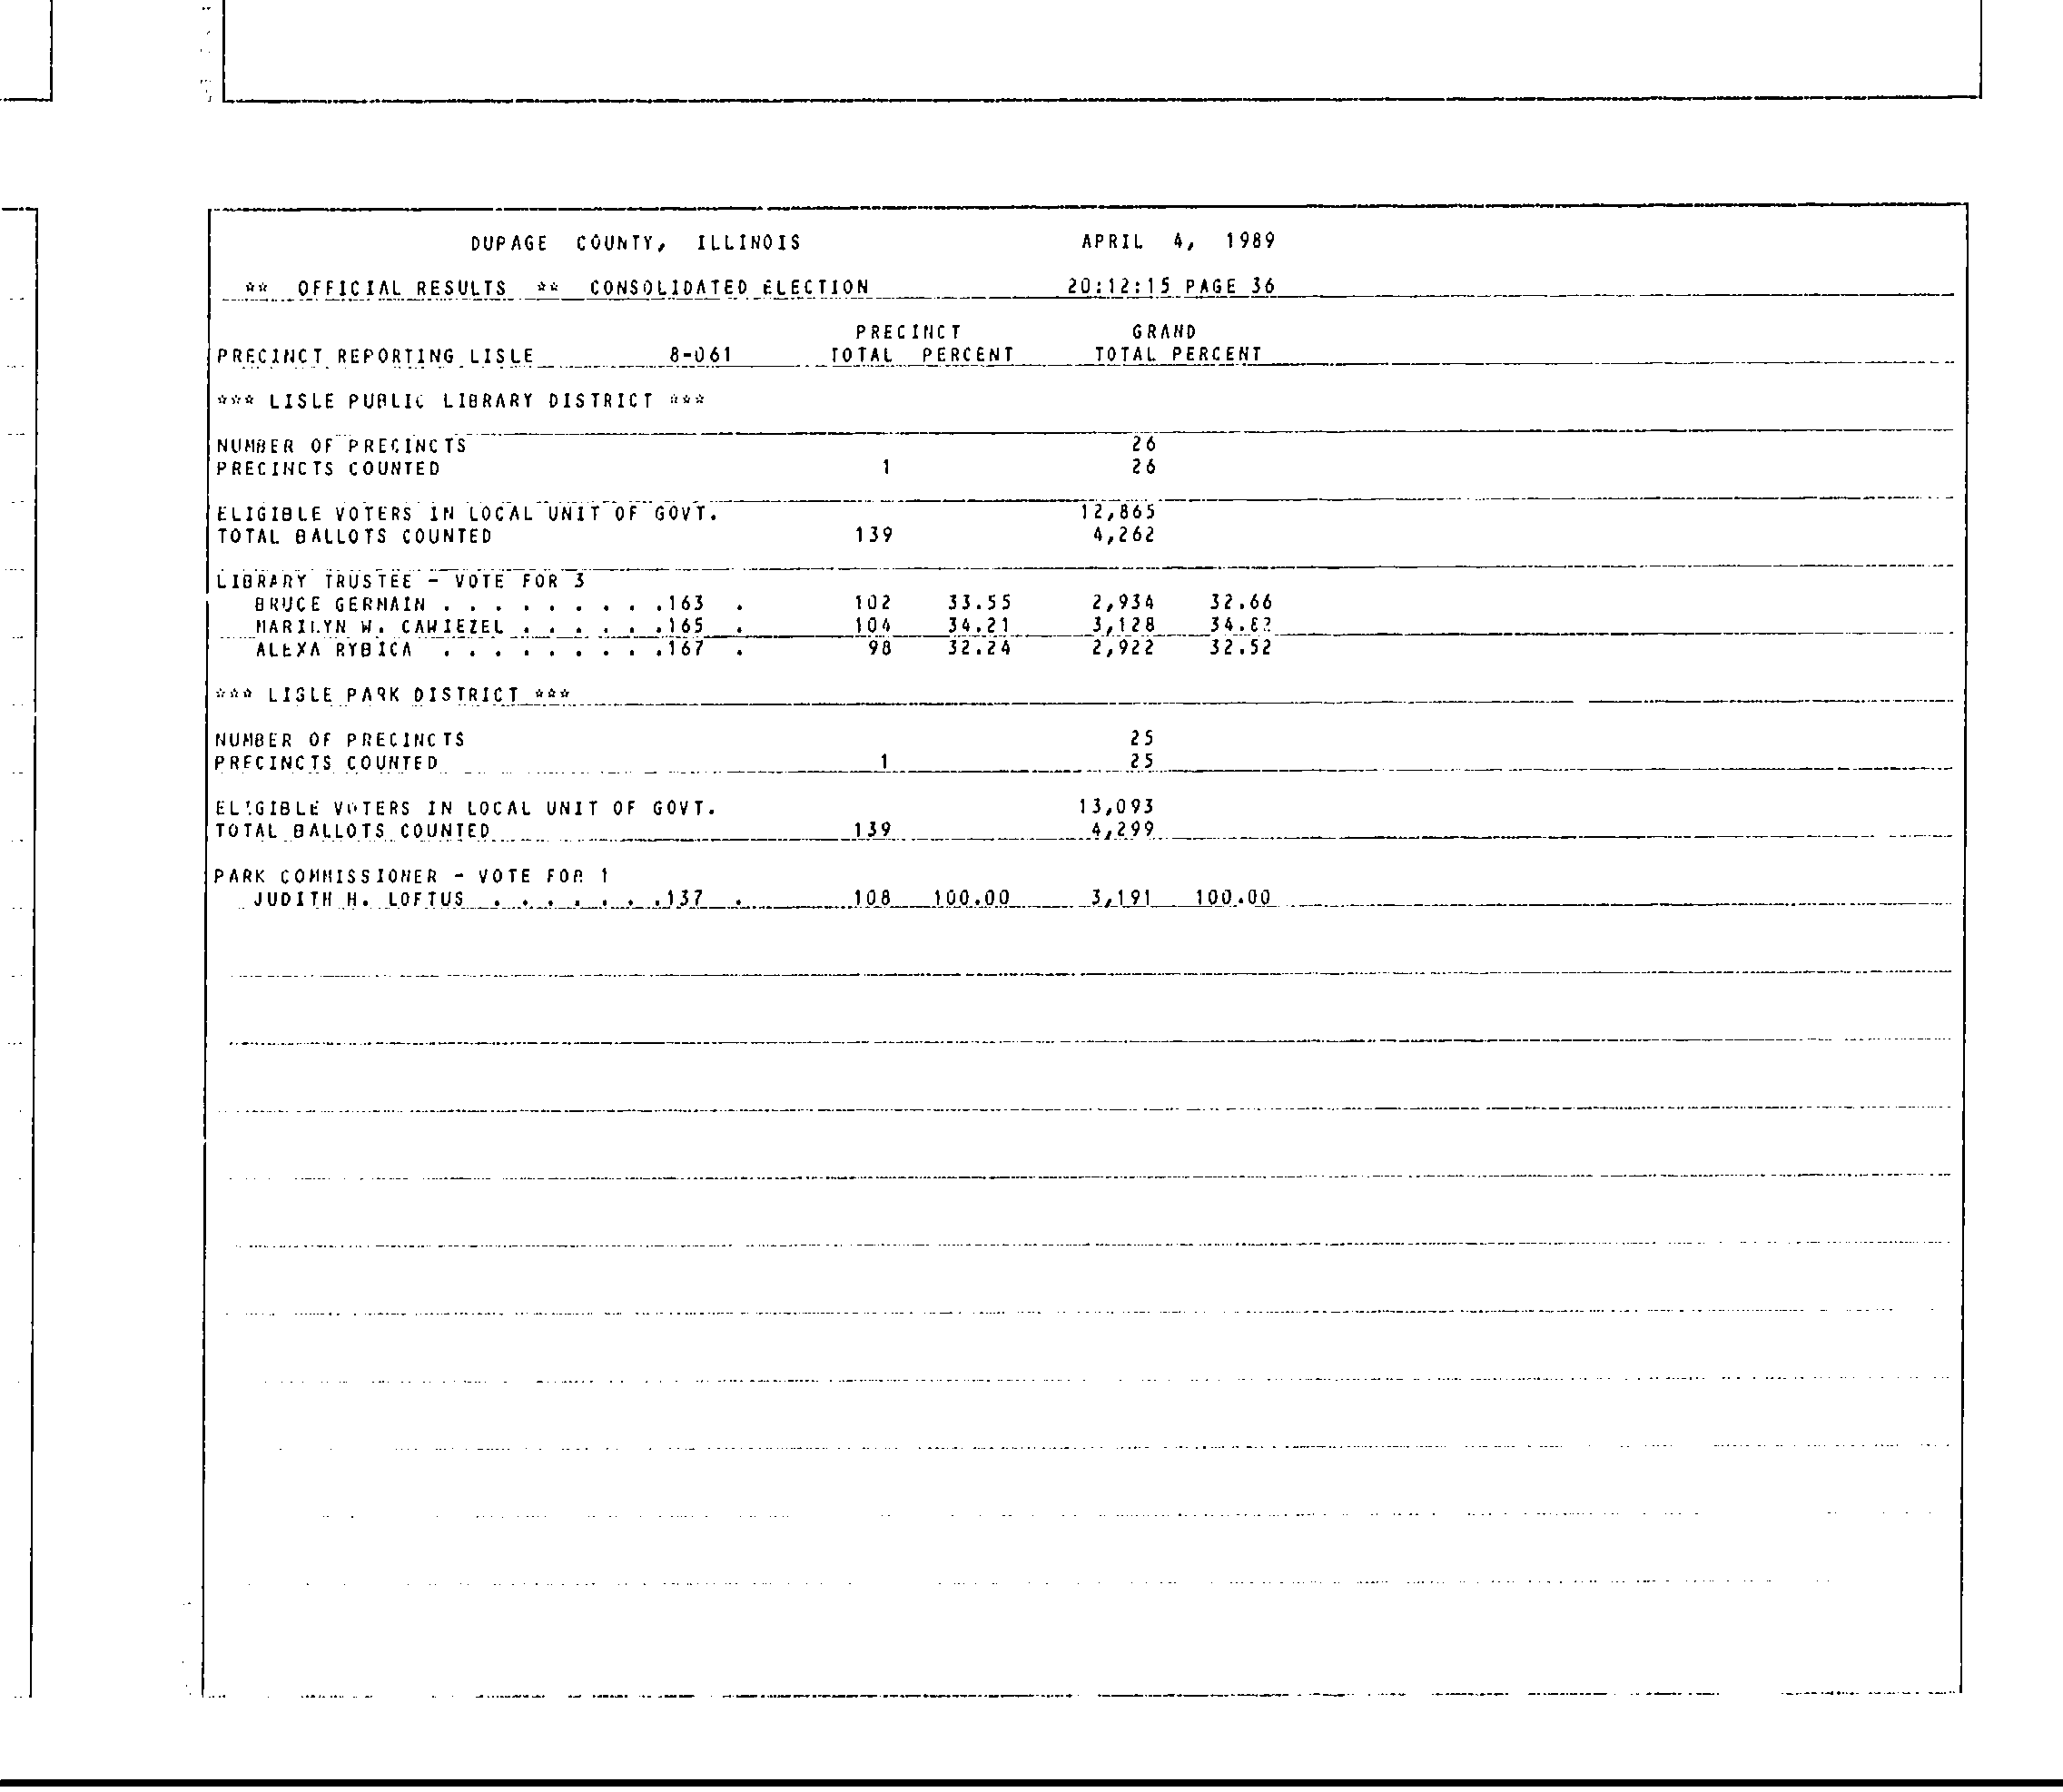 DUPAGE COUNTY, ILLINOIS APRIL 4, 1989
** OFFICIAL RESULTS ** CONSOLIDATED ELECTION 20:12:15 PAGE 36
PRECINCT GRAND
PRECINCT REPORTING LISLE 8-061 TOTAL PERCENT TOTAL PERCENT
*** LISLE PUBLIC LIBRARY DISTRICT ***
NUMBER OF PRECINCTS 26
PRECINCTS COUNTED 1 26
ELIGIBLE VOTERS IN LOCAL UNIT OF GOVT. 12,865
TOTAL BALLOTS COUNTED 139 4,262
LIBRARY TRUSTEE - VOTE FOR 3
BRUCE GERMAIN . . . . . . . . .163 . 102 33.55 2,934 32.66
MARILYN W. CAWIEZEL . . . . . .165 . 104 34.21 3,128 34.82
ALEXA RYBICA . . . . . . . . .167 . 98 32.24 2,922 32.52
*** LISLE PARK DISTRICT ***
NUMBER OF PRECINCTS 25
PRECINCTS COUNTED 1 25
ELIGIBLE VOTERS IN LOCAL UNIT OF GOVT. 13,093
TOTAL BALLOTS COUNTED 139 4,299
PARK COMMISSIONER - VOTE FOR 1
JUDITH H. LOFTUS . . . . . . .137 . 108 100.00 3,191 100.00